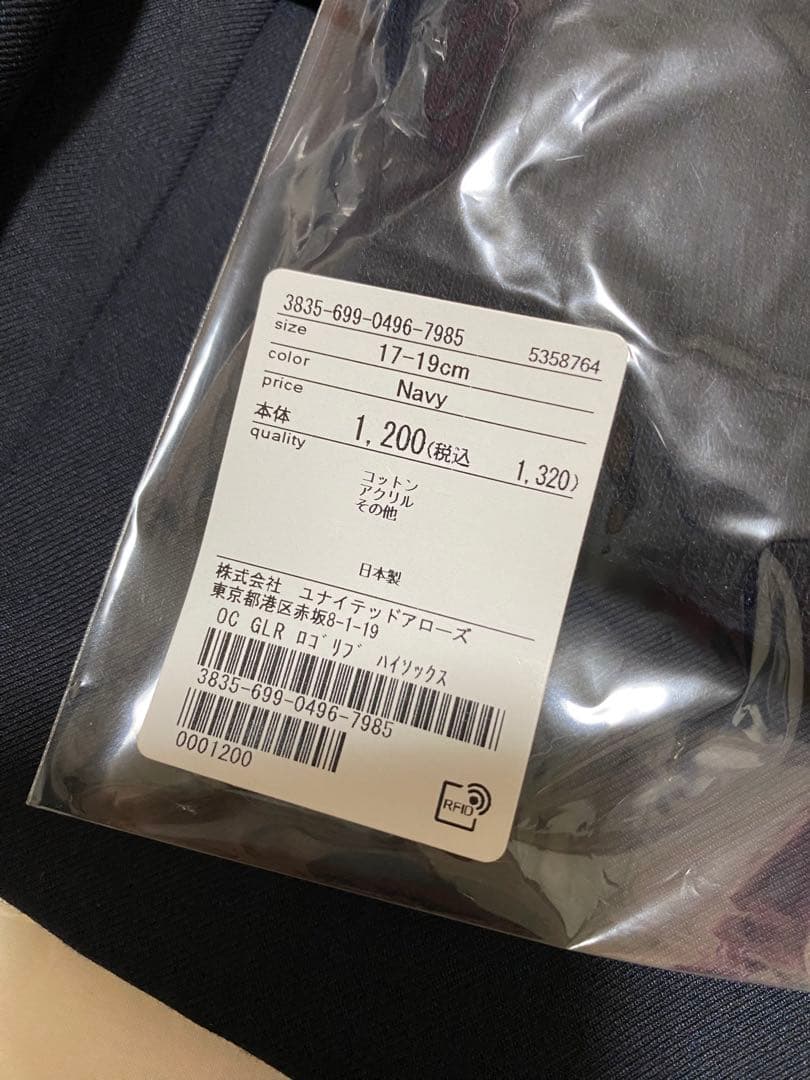 3835-699-0496-7985 5358764
size 17-19cm
color Navy
price
本体 1,200(税込 1,320)
quality
コットン
アクリル
その他
日本製
株式会社 ユナイテッドアローズ
東京都港区赤坂8-1-19
OC GLR ﾛｺﾞﾘﾌﾞ ﾊｲｿｯｸｽ
3835-699-0496-7985
0001200
RFID